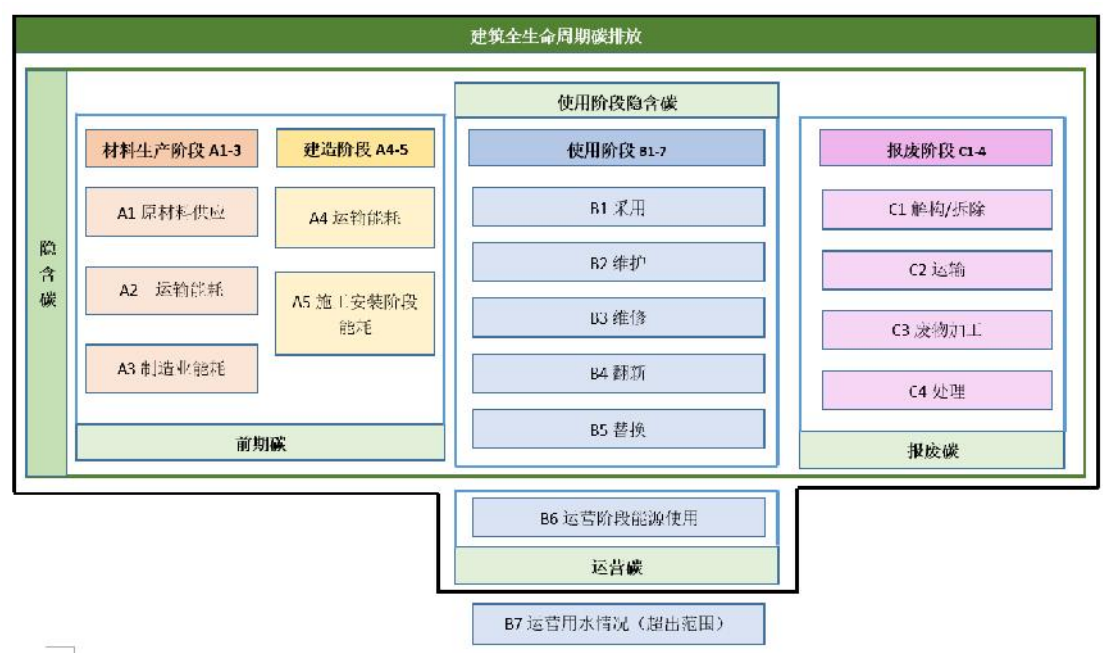 建筑全生命周期碳排放
隐
含
碳
材料生产阶段 A1-3
A1 原材料供应
A2 运输能耗
A3 制造业能耗
建造阶段 A4-5
A4 运输能耗
A5 施工安装阶段
能耗
前期碳
使用阶段隐含碳
使用阶段 B1-7
B1 采用
B2 维护
B3 维修
B4 翻新
B5 替换
报废阶段 C1-4
C1 解构/拆除
C2 运输
C3 废物加工
C4 处理
报废碳
B6 运营阶段能源使用
运营碳
B7 运营用水情况（超出范围）